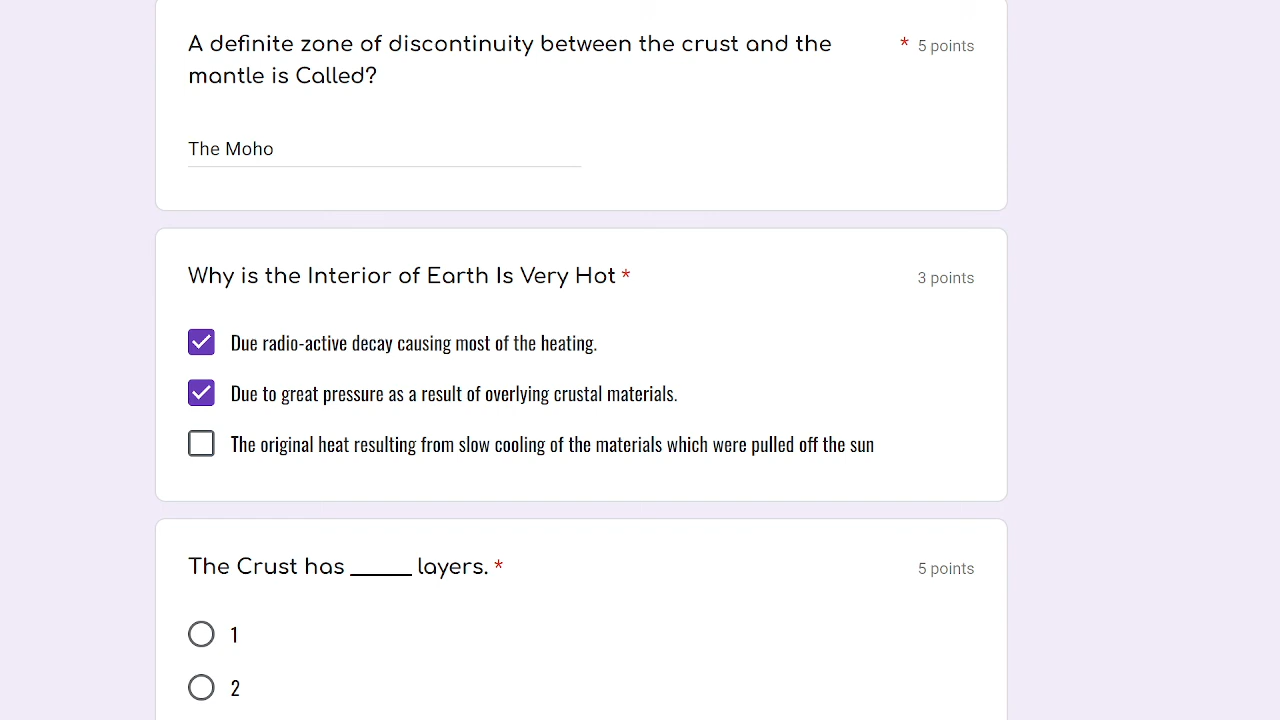 A definite zone of discontinuity between the crust and the
* 5 points
mantle is Called?
The Moho
Why is the Interior of Earth Is Very Hot *
3 points
Due radio-active decay causing most of the heating.
Due to great pressure as a result of overlying crustal materials.
The original heat resulting from slow cooling of the materials which were pulled off the sun
The Crust has ______ layers. *
5 points
1
2